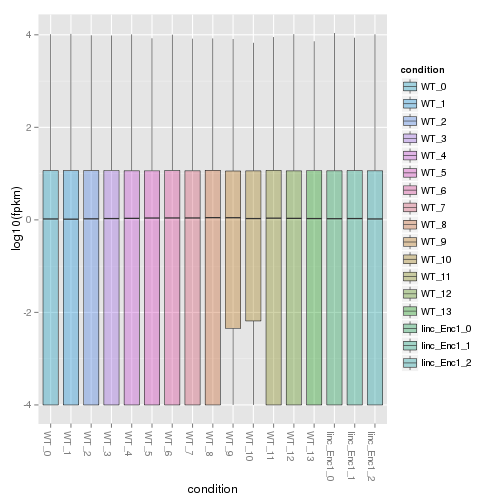 4
2
0
-2
-4
log10(fpkm)
WT_0
WT_1
WT_2
WT_3
WT_4
WT_5
WT_6
WT_7
WT_8
WT_9
WT_10
WT_11
WT_12
WT_13
linc_Enc1_0
linc_Enc1_1
linc_Enc1_2
condition
condition
WT_0
WT_1
WT_2
WT_3
WT_4
WT_5
WT_6
WT_7
WT_8
WT_9
WT_10
WT_11
WT_12
WT_13
linc_Enc1_0
linc_Enc1_1
linc_Enc1_2